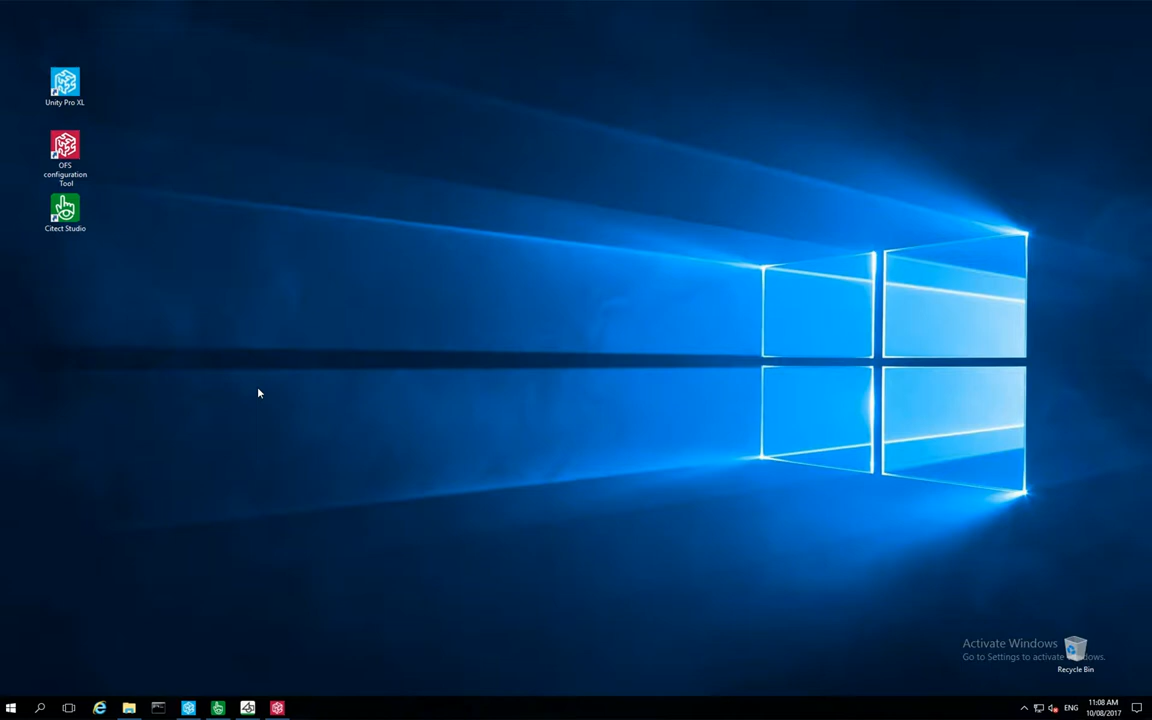 Unity Pro XL
OFS
configuration
Tool
Citect Studio
Activate Windows
Go to Settings to activate Windows.
Recycle Bin
ENG
11:08 AM
10/08/2017